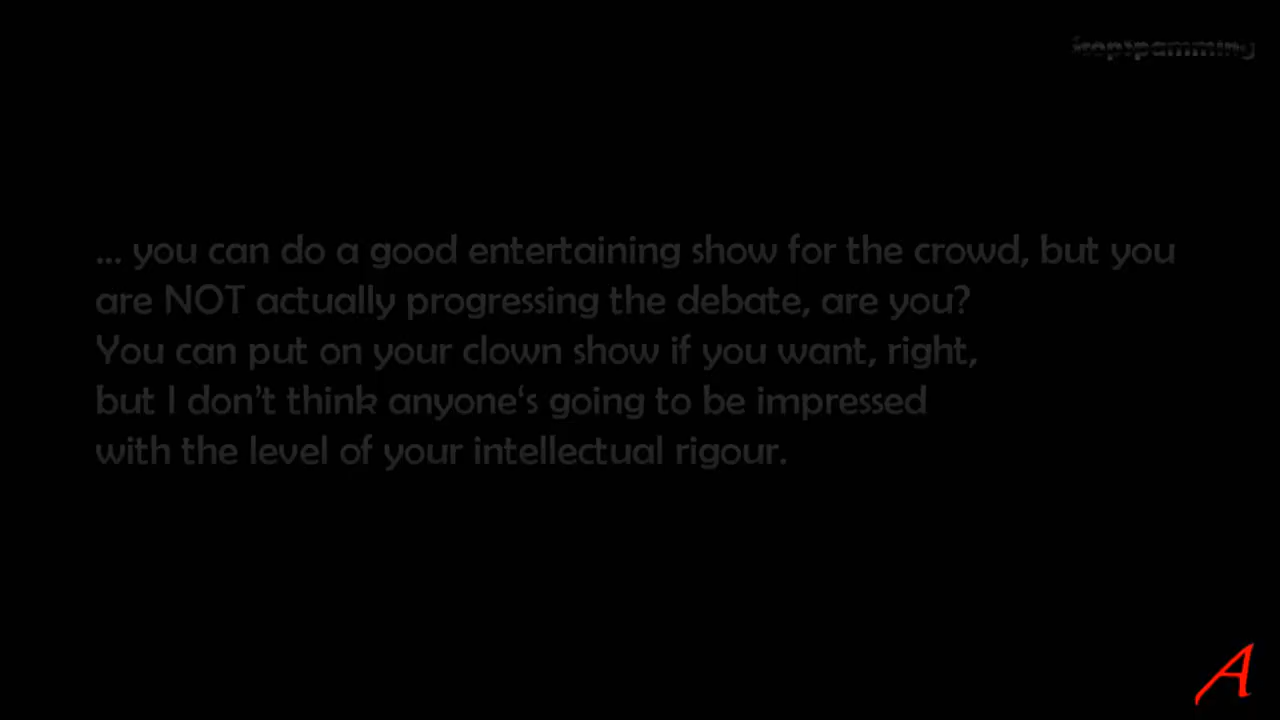 ... you can do a good entertaining show for the crowd, but you
are NOT actually progressing the debate, are you?
You can put on your clown show if you want, right,
but I don’t think anyone‘s going to be impressed
with the level of your intellectual rigour.
A